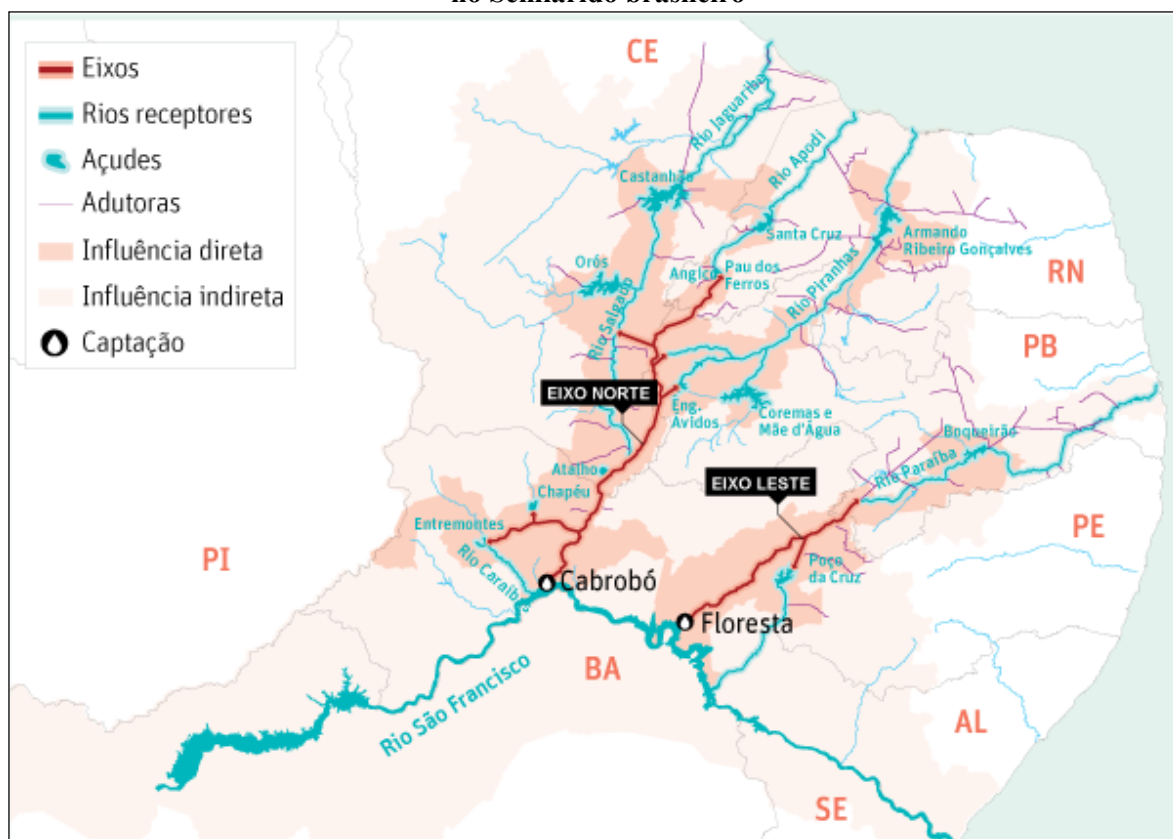 no Semiárido brasileiro
Eixos
Rios receptores
Açudes
Adutoras
Influência direta
Influência indireta
Captação
CE
Rio Jaguaribe
Rio Apodi
Castanhão
Santa Cruz
Armando
Ribeiro Gonçalves
Orós
Angico
Pau dos
Ferros
Rio Piranhas
RN
Rio Salgado
PB
EIXO NORTE
Eng.
Avidos
Coremas e
Mãe d'Água
Boqueirão
Rio Paraíba
Atalho
EIXO LESTE
Chapéu
Entremontes
PE
PI
Poço
da Cruz
Rio Caraíbas
Cabrobó
Floresta
BA
Rio São Francisco
AL
SE